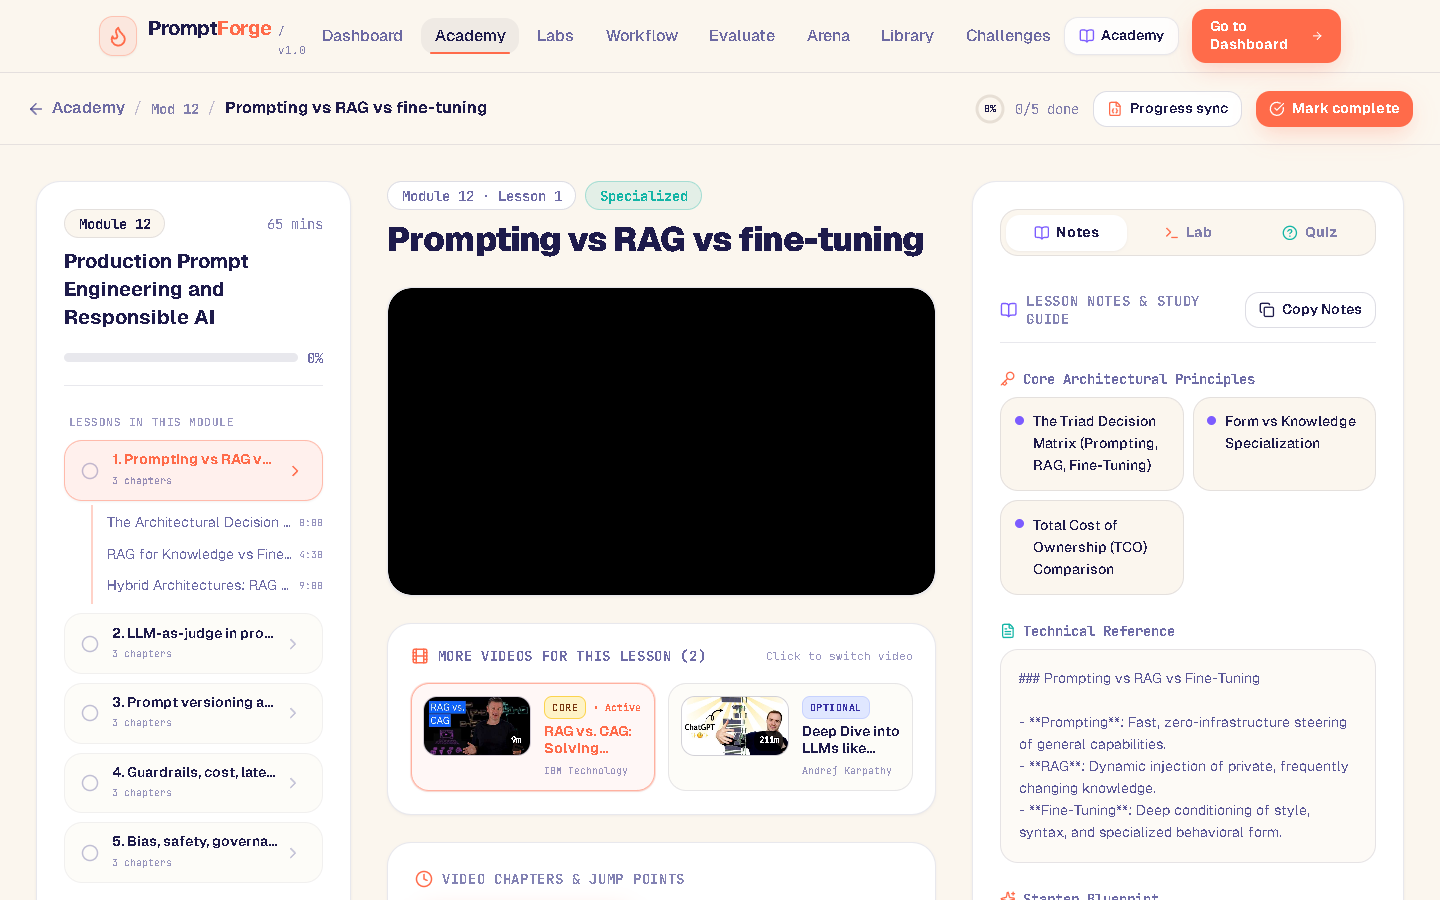 PromptForge / v1.0
Dashboard
Academy
Labs
Workflow
Evaluate
Arena
Library
Challenges
Academy
Go to
Dashboard →
← Academy / Mod 12 / Prompting vs RAG vs fine-tuning
0%
0/5 done
Progress sync
Mark complete
Module 12
65 mins
Production Prompt
Engineering and
Responsible AI
0%
LESSONS IN THIS MODULE
1. Prompting vs RAG v...
3 chapters
The Architectural Decision ... 0:00
RAG for Knowledge vs Fine... 4:30
Hybrid Architectures: RAG ... 9:00
2. LLM-as-judge in pro...
3 chapters
3. Prompt versioning a...
3 chapters
4. Guardrails, cost, late...
3 chapters
5. Bias, safety, governa...
3 chapters
Module 12 · Lesson 1
Specialized
Prompting vs RAG vs fine-tuning
MORE VIDEOS FOR THIS LESSON (2)
Click to switch video
RAG vs.
CAG
9m
CORE
• Active
RAG vs. CAG:
Solving...
IBM Technology
ChatGPT
211m
OPTIONAL
Deep Dive into
LLMs like...
Andrej Karpathy
VIDEO CHAPTERS & JUMP POINTS
Notes
Lab
Quiz
LESSON NOTES & STUDY
GUIDE
Copy Notes
Core Architectural Principles
The Triad Decision
Matrix (Prompting,
RAG, Fine-Tuning)
Form vs Knowledge
Specialization
Total Cost of
Ownership (TCO)
Comparison
Technical Reference
### Prompting vs RAG vs Fine-Tuning
- **Prompting**: Fast, zero-infrastructure steering
of general capabilities.
- **RAG**: Dynamic injection of private, frequently
changing knowledge.
- **Fine-Tuning**: Deep conditioning of style,
syntax, and specialized behavioral form.
Starter Blueprint